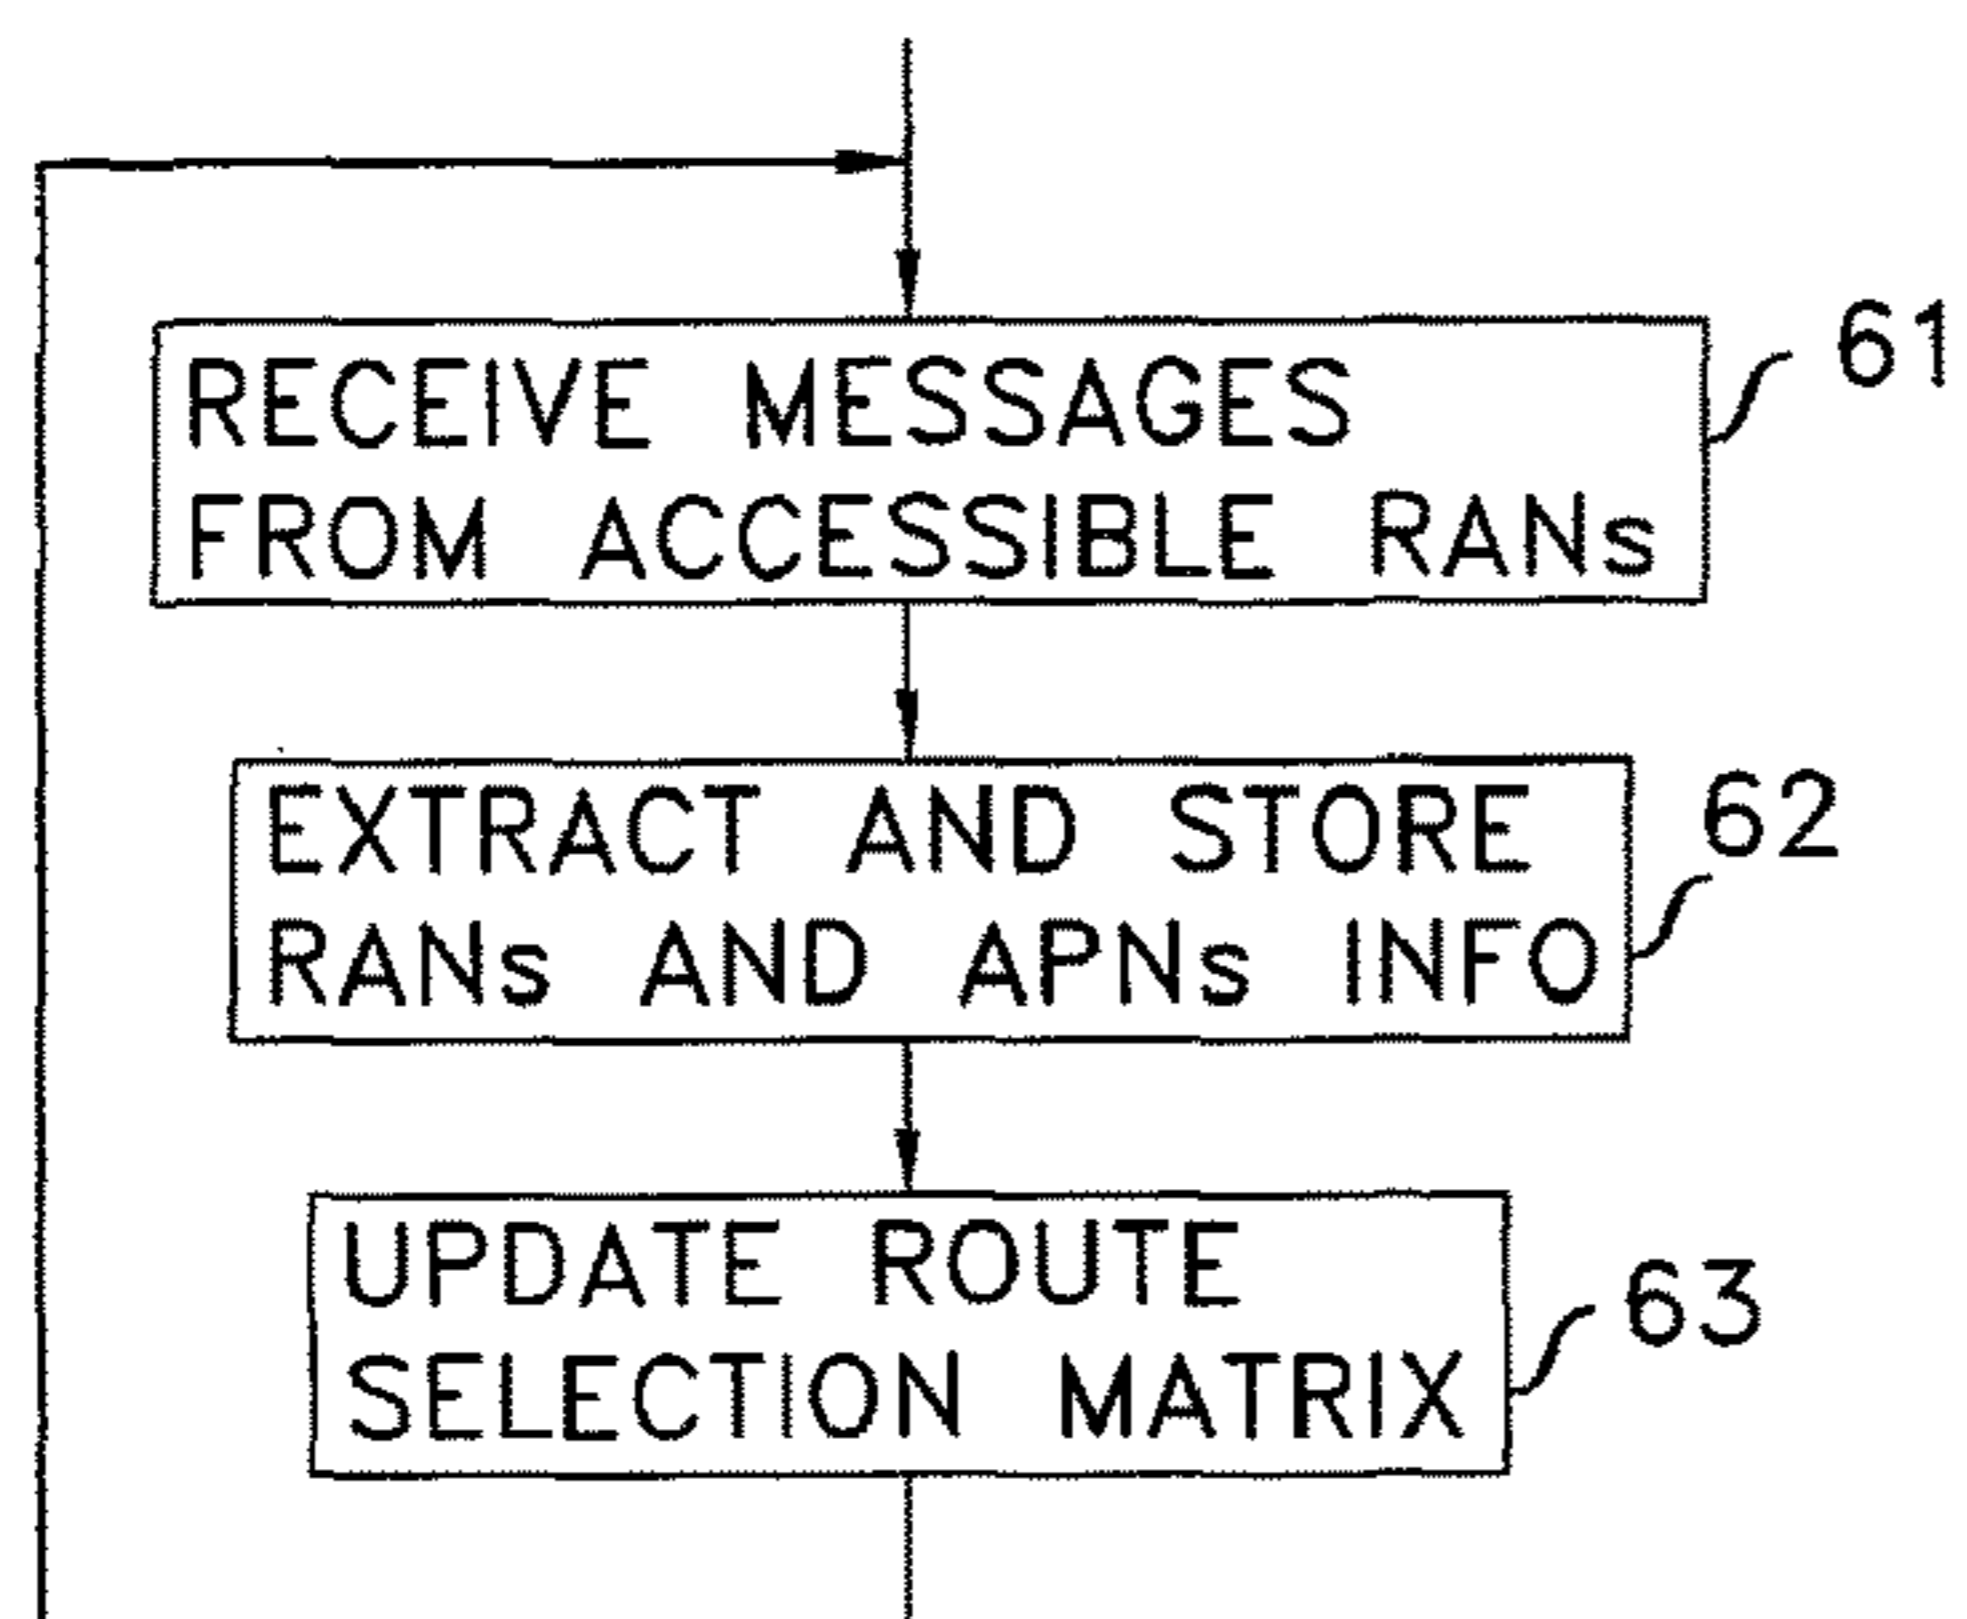 RECEIVE MESSAGES
FROM ACCESSIBLE RANs
61
EXTRACT AND STORE
RANs AND APNs INFO
62
UPDATE ROUTE
SELECTION MATRIX
63